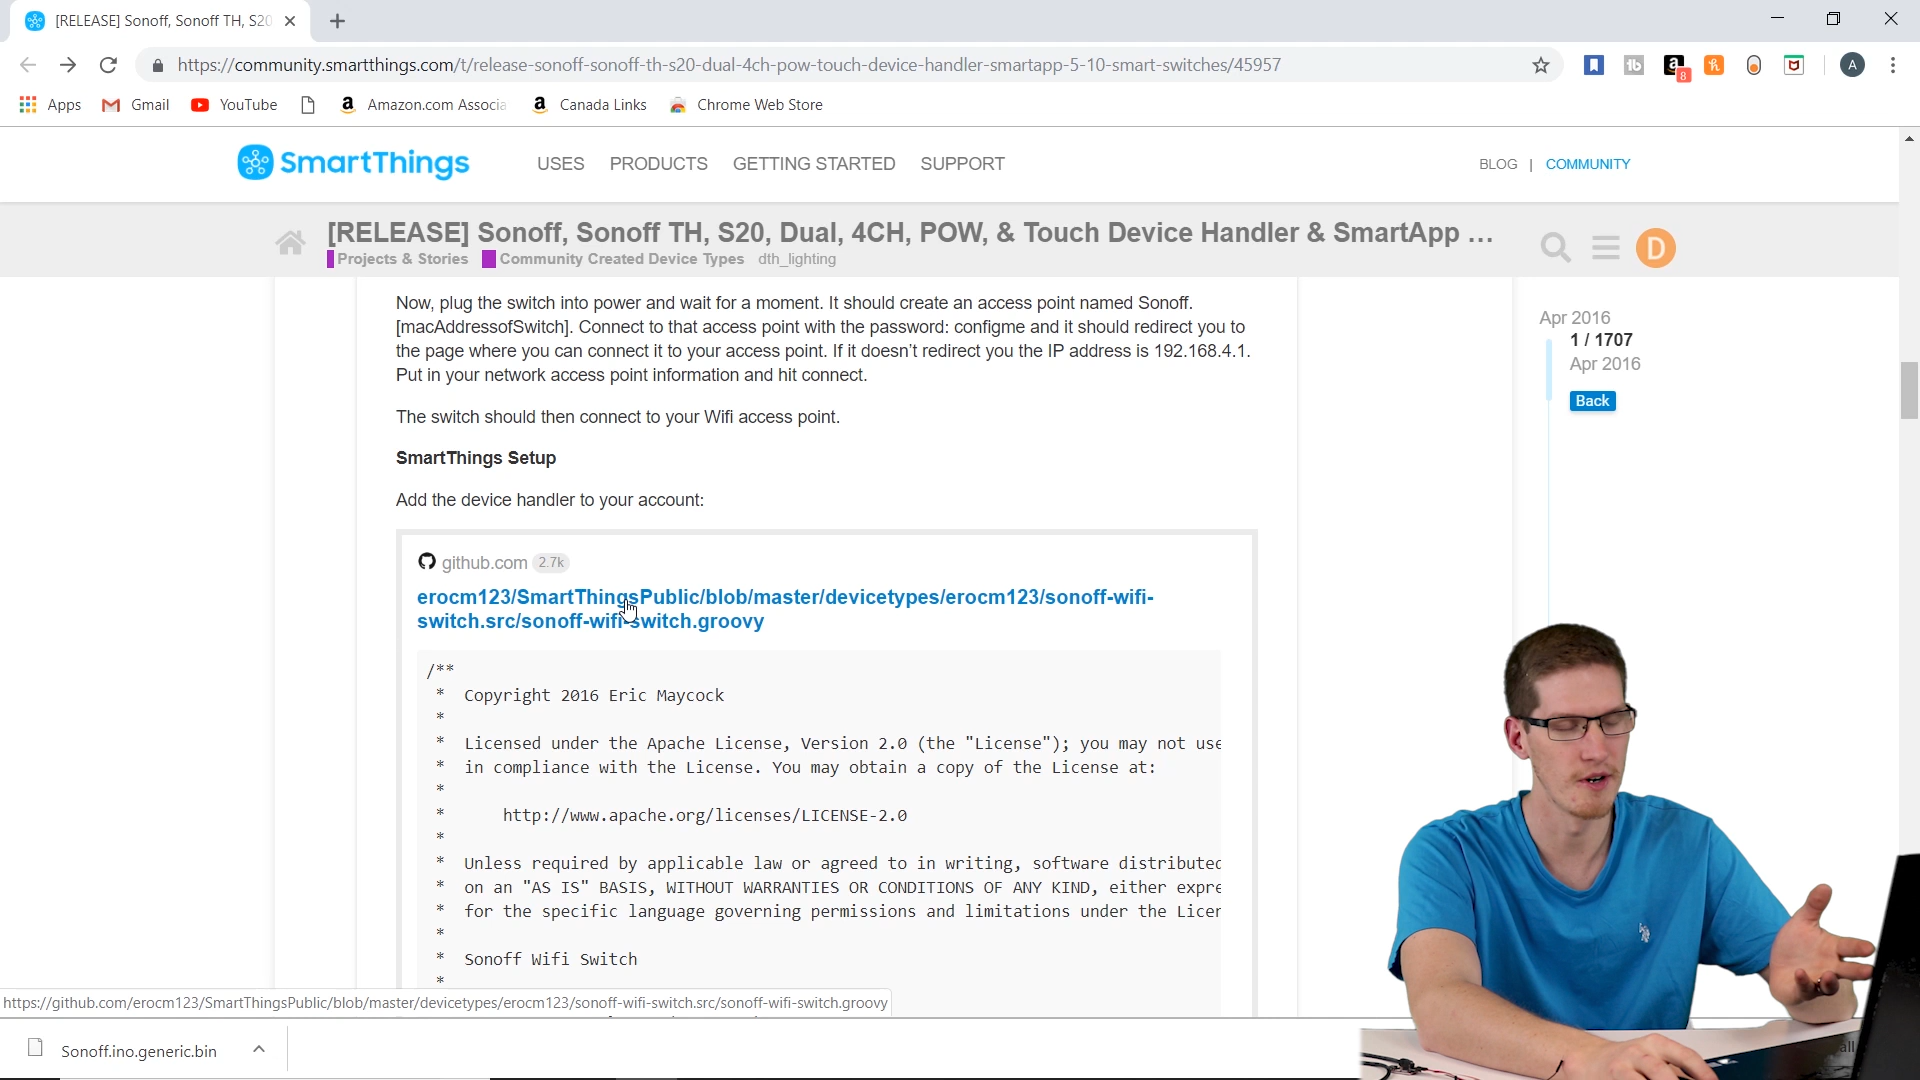 [RELEASE] Sonoff, Sonoff TH, S20
https://community.smartthings.com/t/release-sonoff-sonoff-th-s20-dual-4ch-pow-touch-device-handler-smartapp-5-10-smart-switches/45957
8
A
Apps
Gmail
YouTube
Amazon.com Associa
Canada Links
Chrome Web Store
SmartThings
USES
PRODUCTS
GETTING STARTED
SUPPORT
BLOG | COMMUNITY
[RELEASE] Sonoff, Sonoff TH, S20, Dual, 4CH, POW, & Touch Device Handler & SmartApp ...
Projects & Stories
Community Created Device Types
dth_lighting
D
Now, plug the switch into power and wait for a moment. It should create an access point named Sonoff.
[macAddressofSwitch]. Connect to that access point with the password: configme and it should redirect you to
the page where you can connect it to your access point. If it doesn't redirect you the IP address is 192.168.4.1.
Put in your network access point information and hit connect.
The switch should then connect to your Wifi access point.
SmartThings Setup
Add the device handler to your account:
Apr 2016
1 / 1707
Apr 2016
Back
github.com 2.7k
erocm123/SmartThingsPublic/blob/master/devicetypes/erocm123/sonoff-wifi-
switch.src/sonoff-wifi-switch.groovy
/**
* Copyright 2016 Eric Maycock
*
* Licensed under the Apache License, Version 2.0 (the "License"); you may not use
* in compliance with the License. You may obtain a copy of the License at:
*
* http://www.apache.org/licenses/LICENSE-2.0
*
* Unless required by applicable law or agreed to in writing, software distributed
* on an "AS IS" BASIS, WITHOUT WARRANTIES OR CONDITIONS OF ANY KIND, either expre
* for the specific language governing permissions and limitations under the Licen
*
* Sonoff Wifi Switch
*
https://github.com/erocm123/SmartThingsPublic/blob/master/devicetypes/erocm123/sonoff-wifi-switch.src/sonoff-wifi-switch.groovy
Sonoff.ino.generic.bin